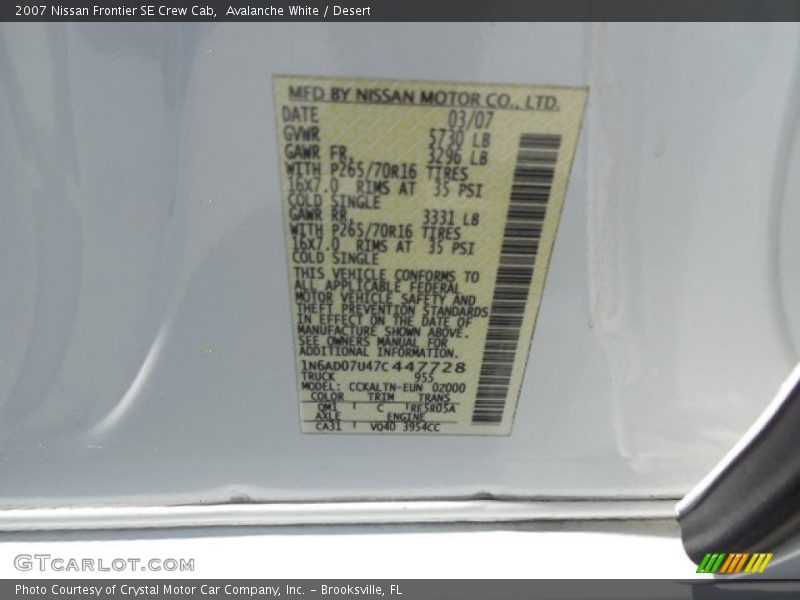 2007 Nissan Frontier SE Crew Cab,  Avalanche White / Desert
MFD BY NISSAN MOTOR CO., LTD.
DATE 03/07
GVWR 5730 LB
GAWR FR. 3296 LB
WITH P265/70R16 TIRES
16X7.0 RIMS AT 35 PSI
COLD SINGLE
GAWR RR. 3331 LB
WITH P265/70R16 TIRES
16X7.0 RIMS AT 35 PSI
COLD SINGLE
THIS VEHICLE CONFORMS TO
ALL APPLICABLE FEDERAL
MOTOR VEHICLE SAFETY AND
THEFT PREVENTION STANDARDS
IN EFFECT ON THE DATE OF
MANUFACTURE SHOWN ABOVE.
SEE OWNERS MANUAL FOR
ADDITIONAL INFORMATION.
1N6AD07U47C447728
TRUCK 955
MODEL: CCKALTN-EUN 02000
COLOR TRIM TRANS
QM1 C RE5R05A
AXLE ENGINE
CA31 VQ40 3954CC
GTCARLOT.COM
Photo Courtesy of Crystal Motor Car Company, Inc. – Brooksville, FL